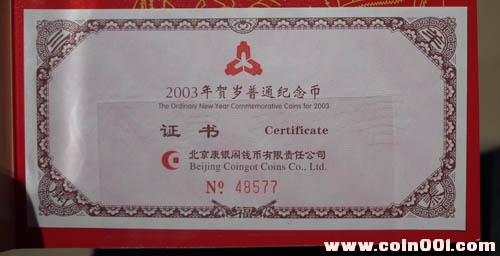 2003年贺岁普通纪念币
The Ordinary New Year Commemorative Coins for 2003
证书 Certificate
北京康银阁钱币有限责任公司
Beijing Coingot Coins Co., Ltd.
№ 48577
福
www.coin001.com